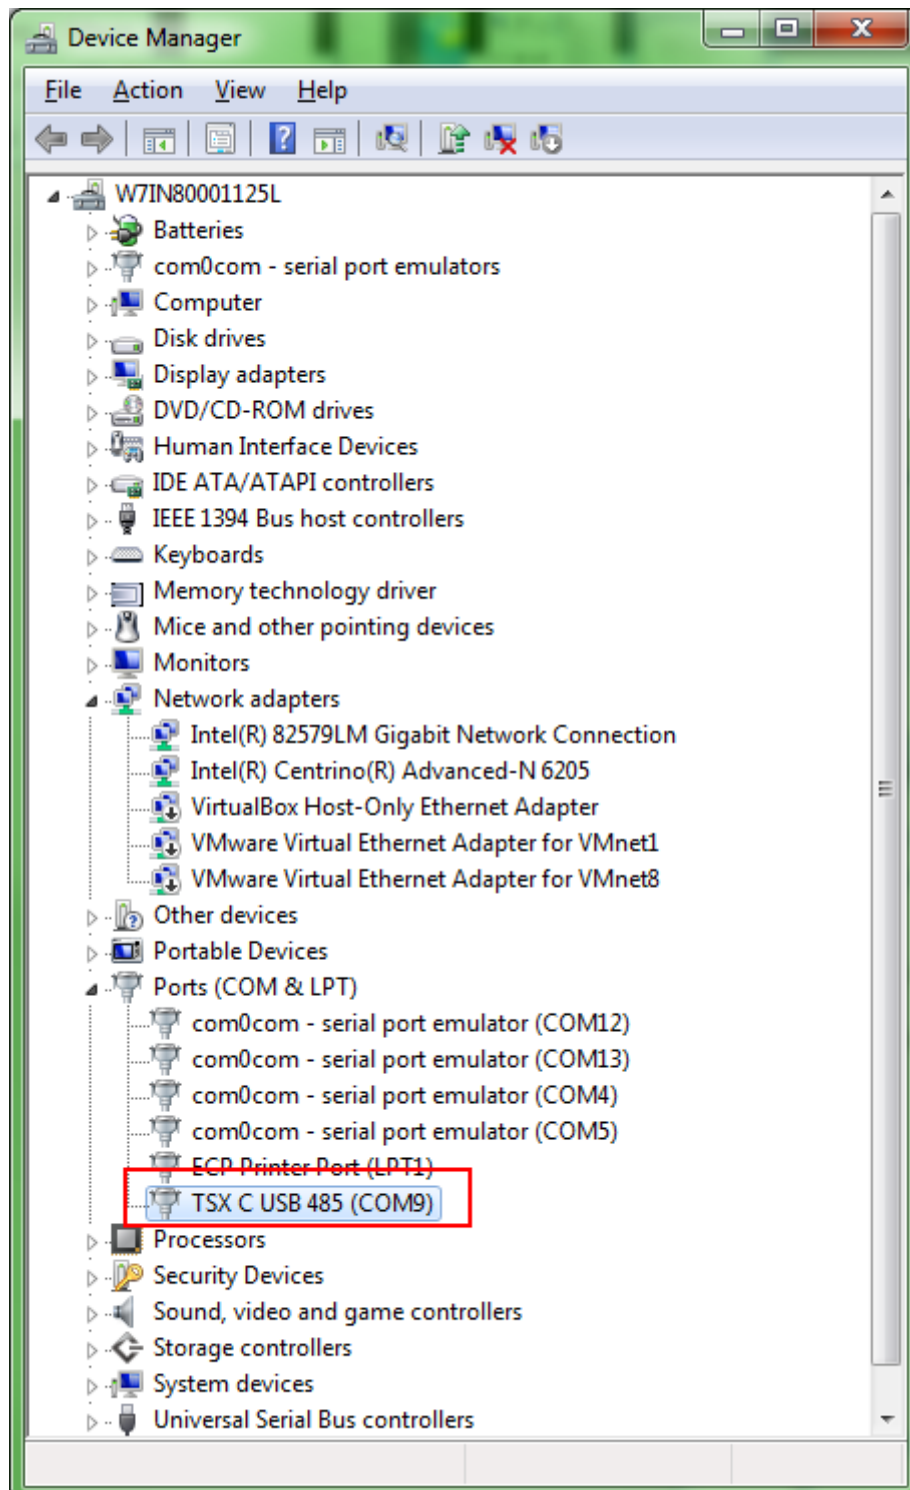 Device Manager
File Action View Help
W7IN80001125L
Batteries
com0com - serial port emulators
Computer
Disk drives
Display adapters
DVD/CD-ROM drives
Human Interface Devices
IDE ATA/ATAPI controllers
IEEE 1394 Bus host controllers
Keyboards
Memory technology driver
Mice and other pointing devices
Monitors
Network adapters
Intel(R) 82579LM Gigabit Network Connection
Intel(R) Centrino(R) Advanced-N 6205
VirtualBox Host-Only Ethernet Adapter
VMware Virtual Ethernet Adapter for VMnet1
VMware Virtual Ethernet Adapter for VMnet8
Other devices
Portable Devices
Ports (COM & LPT)
com0com - serial port emulator (COM12)
com0com - serial port emulator (COM13)
com0com - serial port emulator (COM4)
com0com - serial port emulator (COM5)
ECP Printer Port (LPT1)
TSX C USB 485 (COM9)
Processors
Security Devices
Sound, video and game controllers
Storage controllers
System devices
Universal Serial Bus controllers